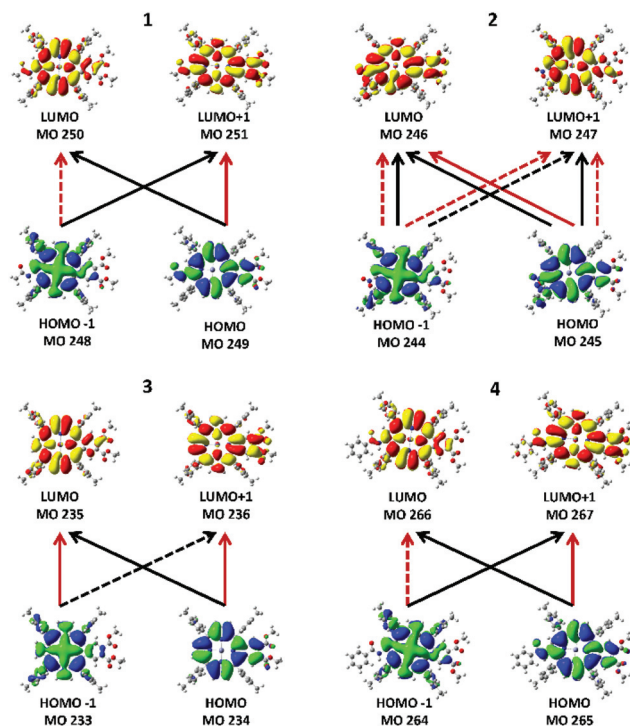 1
2
LUMO
MO 250
LUMO+1
MO 251
LUMO
MO 246
LUMO+1
MO 247
HOMO -1
MO 248
HOMO
MO 249
HOMO -1
MO 244
HOMO
MO 245
3
4
LUMO
MO 235
LUMO+1
MO 236
LUMO
MO 266
LUMO+1
MO 267
HOMO -1
MO 233
HOMO
MO 234
HOMO -1
MO 264
HOMO
MO 265